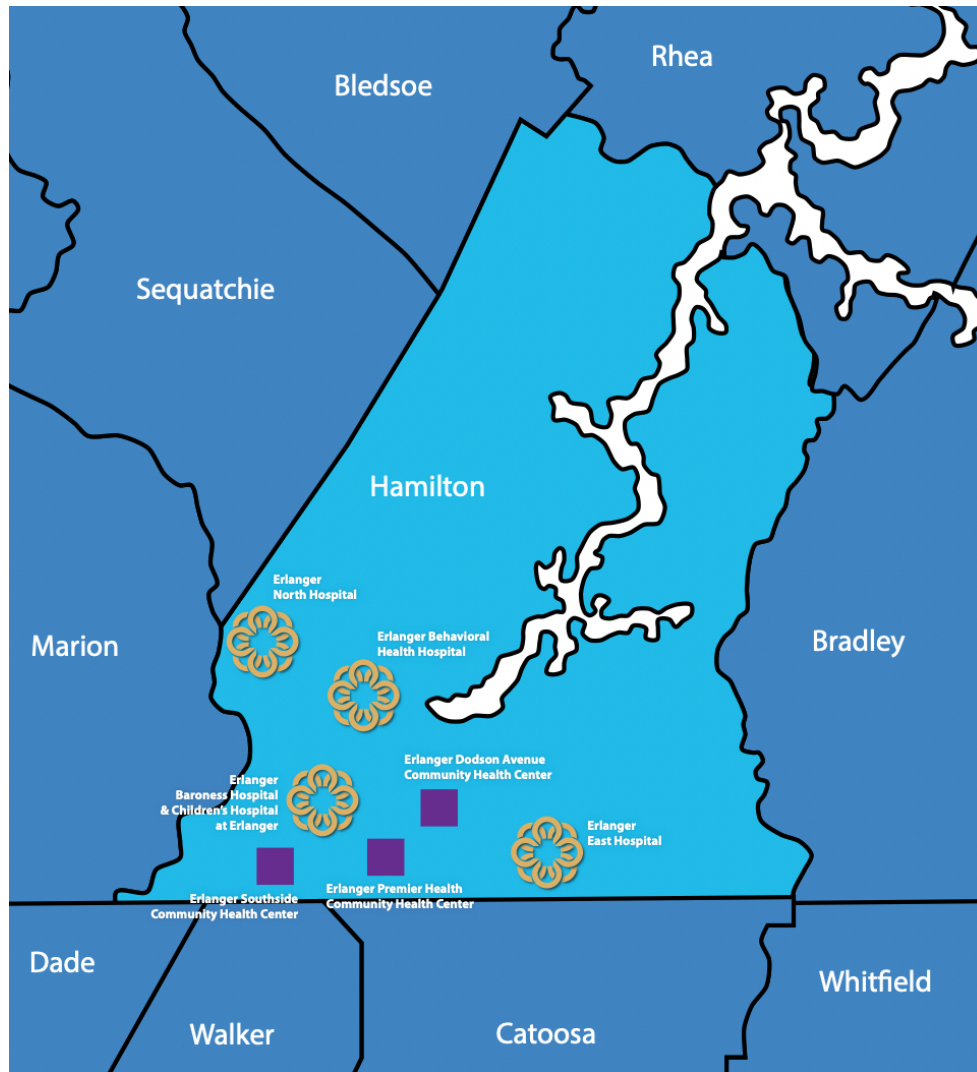 Rhea
Bledsoe
Sequatchie
Hamilton
Erlanger
North Hospital
Marion
Erlanger Behavioral
Health Hospital
Bradley
Erlanger Dodson Avenue
Community Health Center
Erlanger
Baroness Hospital
& Children's Hospital
at Erlanger
Erlanger
East Hospital
Erlanger Southside
Community Health Center
Erlanger Premier Health
Community Health Center
Dade
Whitfield
Walker
Catoosa